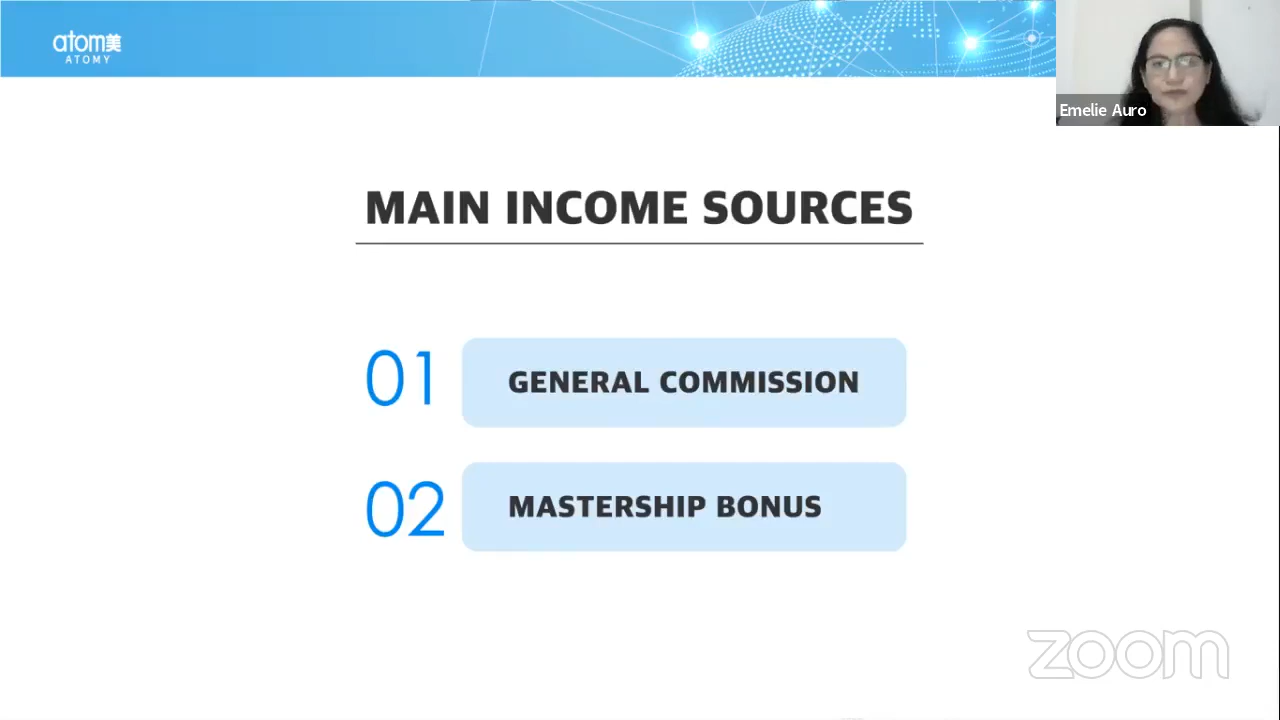 atom美
ATOMY
Emelie Auro
MAIN INCOME SOURCES
01
GENERAL COMMISSION
02
MASTERSHIP BONUS
zoom